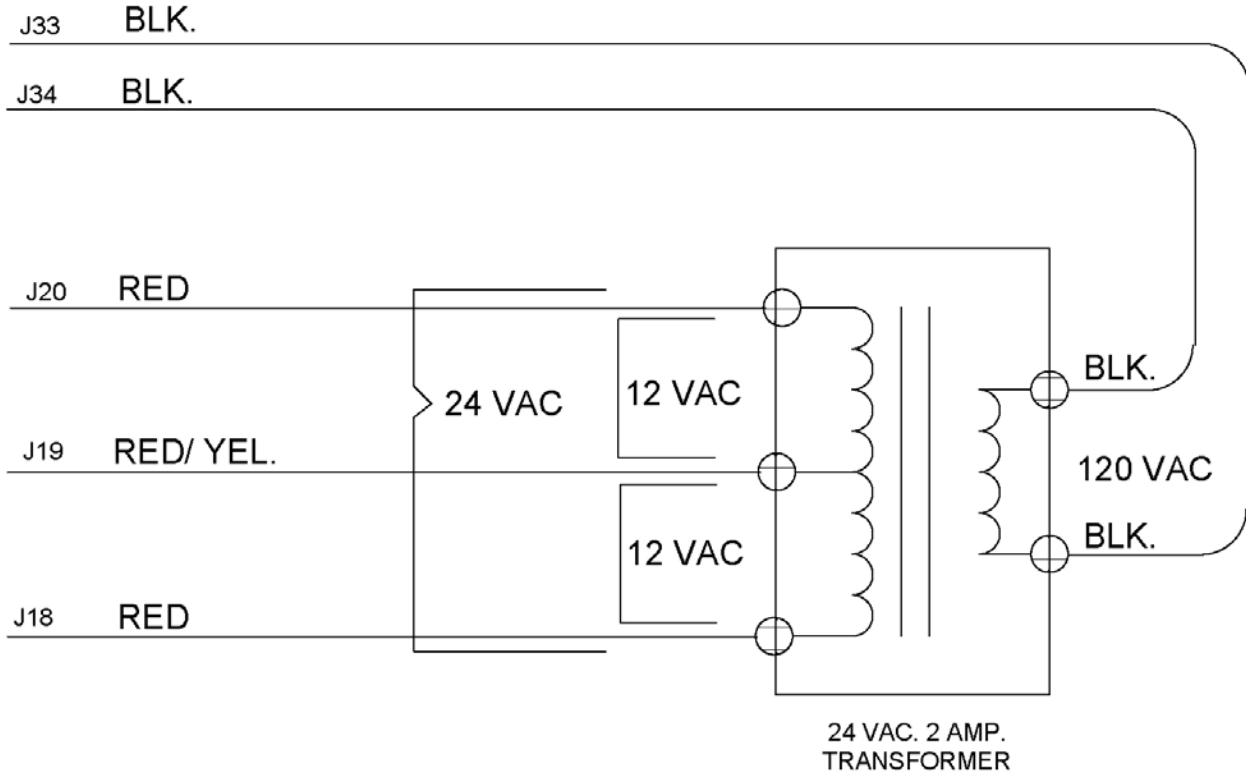 J33 BLK.
J34 BLK.
J20 RED
BLK.
24 VAC
12 VAC
J19 RED/ YEL.
120 VAC
12 VAC
BLK.
J18 RED
24 VAC. 2 AMP.
TRANSFORMER